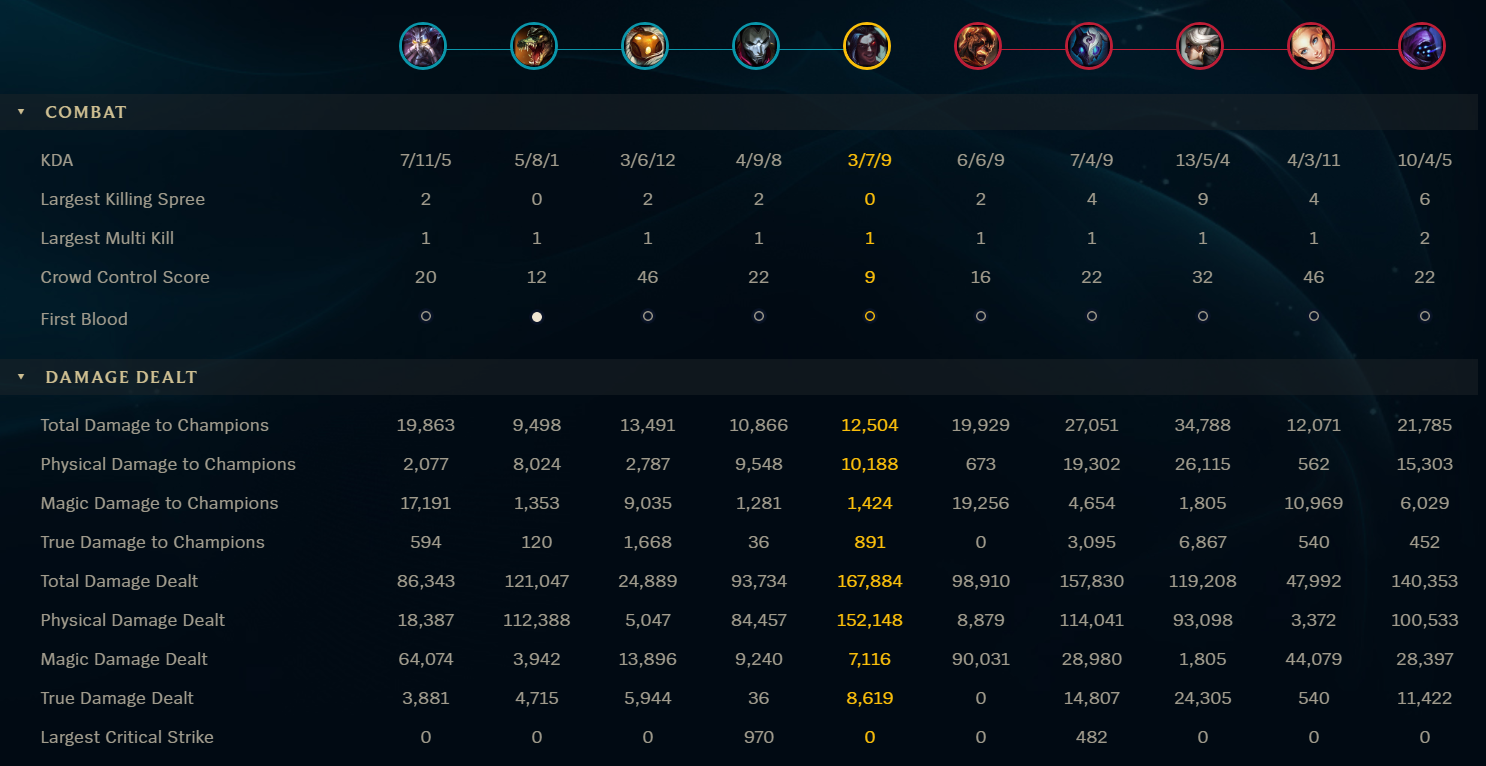 COMBAT
KDA 7/11/5 5/8/1 3/6/12 4/9/8 3/7/9 6/6/9 7/4/9 13/5/4 4/3/11 10/4/5
Largest Killing Spree 2 0 2 2 0 2 4 9 4 6
Largest Multi Kill 1 1 1 1 1 1 1 1 1 2
Crowd Control Score 20 12 46 22 9 16 22 32 46 22
First Blood
DAMAGE DEALT
Total Damage to Champions 19,863 9,498 13,491 10,866 12,504 19,929 27,051 34,788 12,071 21,785
Physical Damage to Champions 2,077 8,024 2,787 9,548 10,188 673 19,302 26,115 562 15,303
Magic Damage to Champions 17,191 1,353 9,035 1,281 1,424 19,256 4,654 1,805 10,969 6,029
True Damage to Champions 594 120 1,668 36 891 0 3,095 6,867 540 452
Total Damage Dealt 86,343 121,047 24,889 93,734 167,884 98,910 157,830 119,208 47,992 140,353
Physical Damage Dealt 18,387 112,388 5,047 84,457 152,148 8,879 114,041 93,098 3,372 100,533
Magic Damage Dealt 64,074 3,942 13,896 9,240 7,116 90,031 28,980 1,805 44,079 28,397
True Damage Dealt 3,881 4,715 5,944 36 8,619 0 14,807 24,305 540 11,422
Largest Critical Strike 0 0 0 970 0 0 482 0 0 0